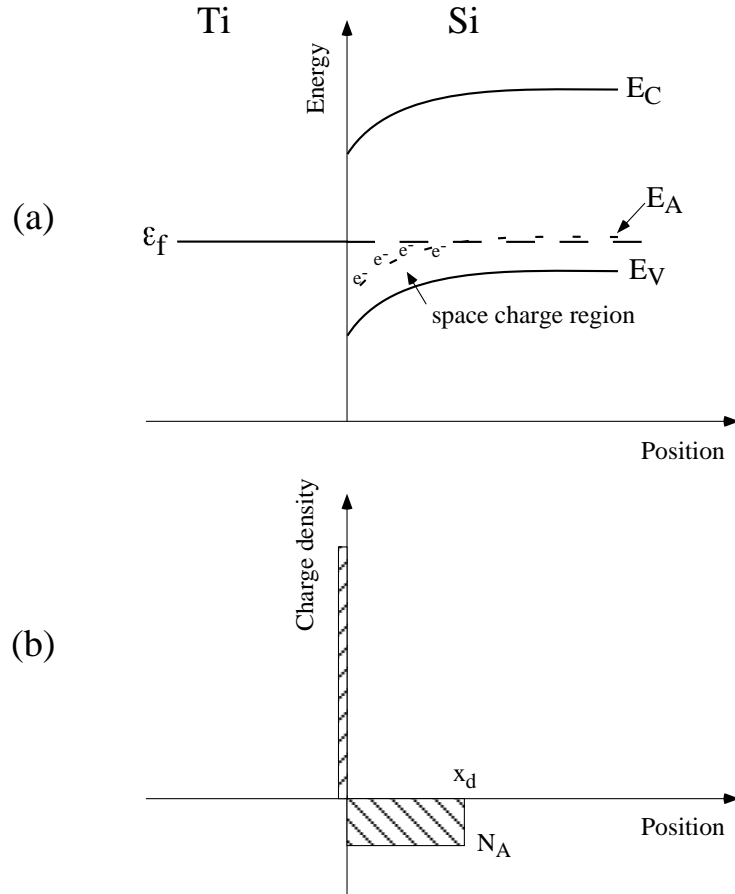 Ti
Si
Energy
E_C
(a)
E_A
ε_f
e- e- e- e-
E_V
space charge region
Position
Charge density
(b)
x_d
Position
N_A